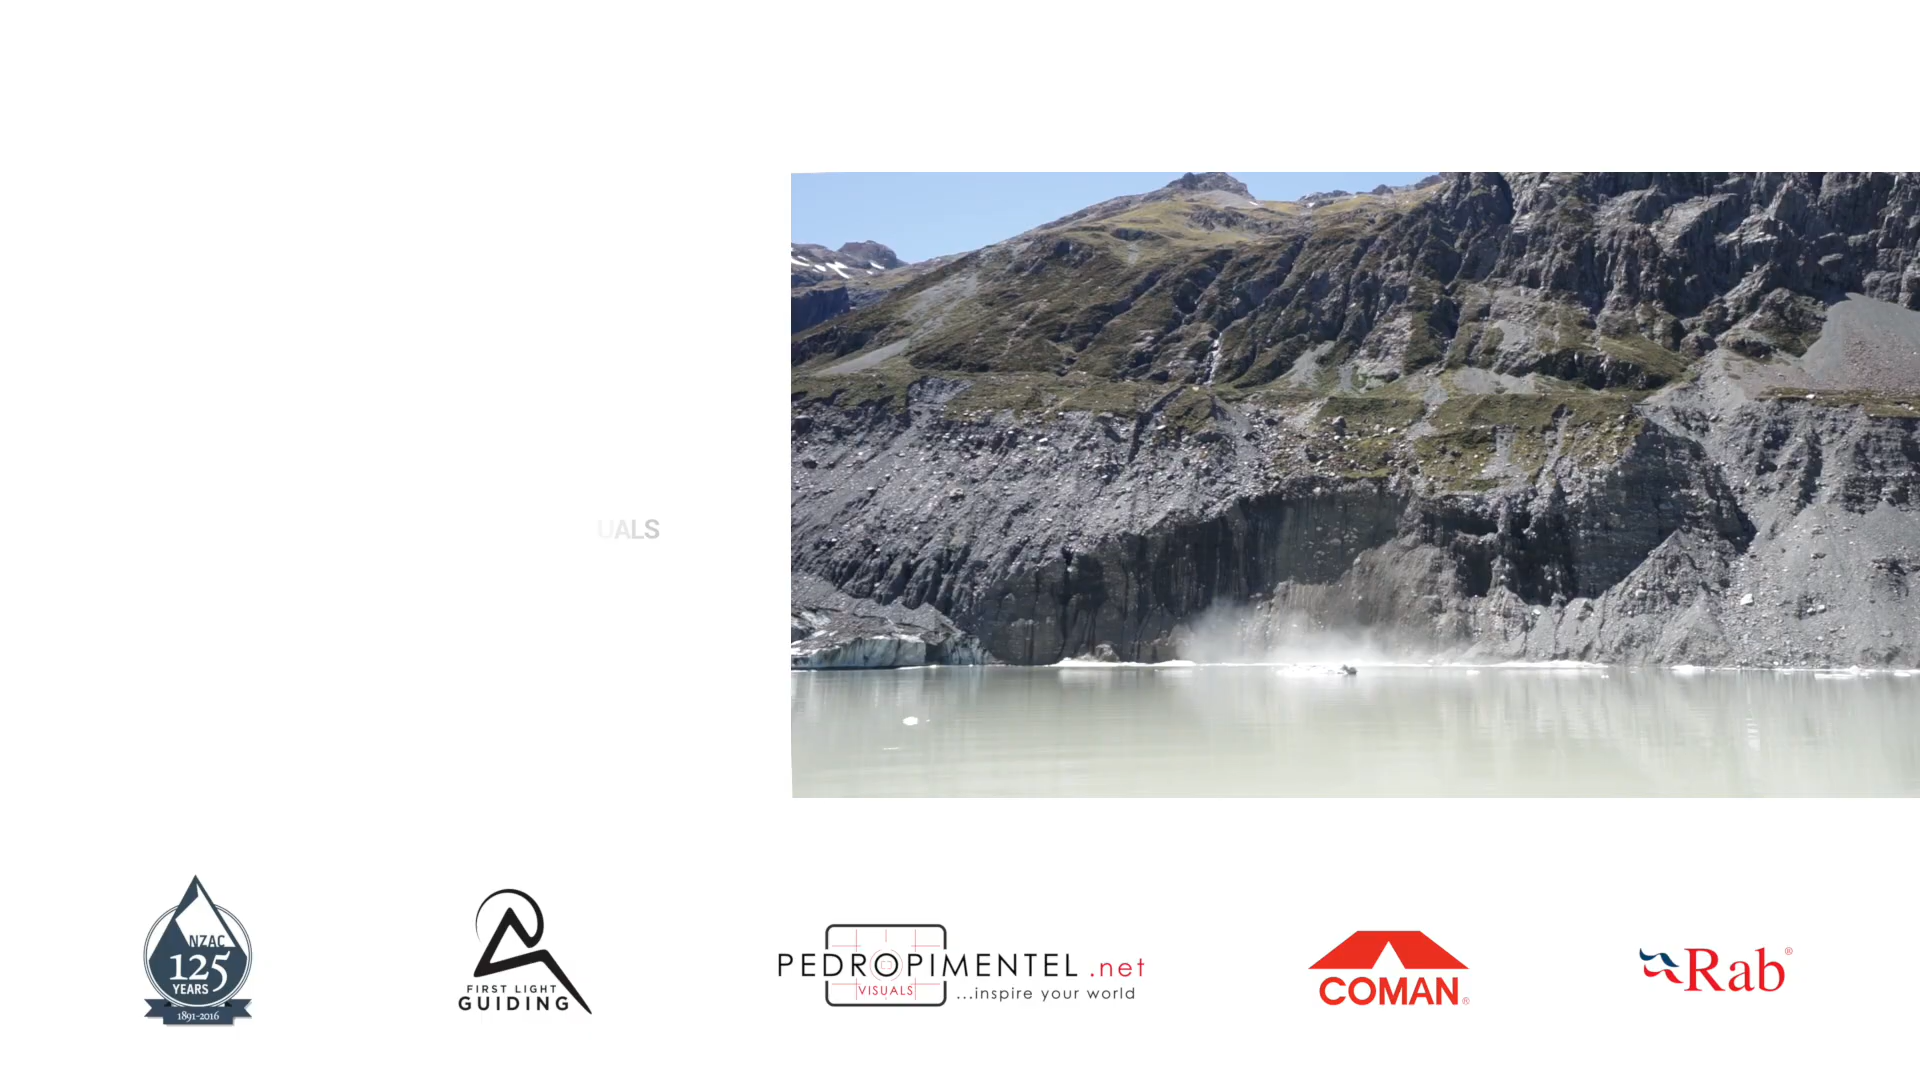 UALS
NZAC
125
YEARS
1891-2016
FIRST LIGHT
GUIDING
PEDROPIMENTEL .net
VISUALS
...inspire your world
COMAN®
Rab®